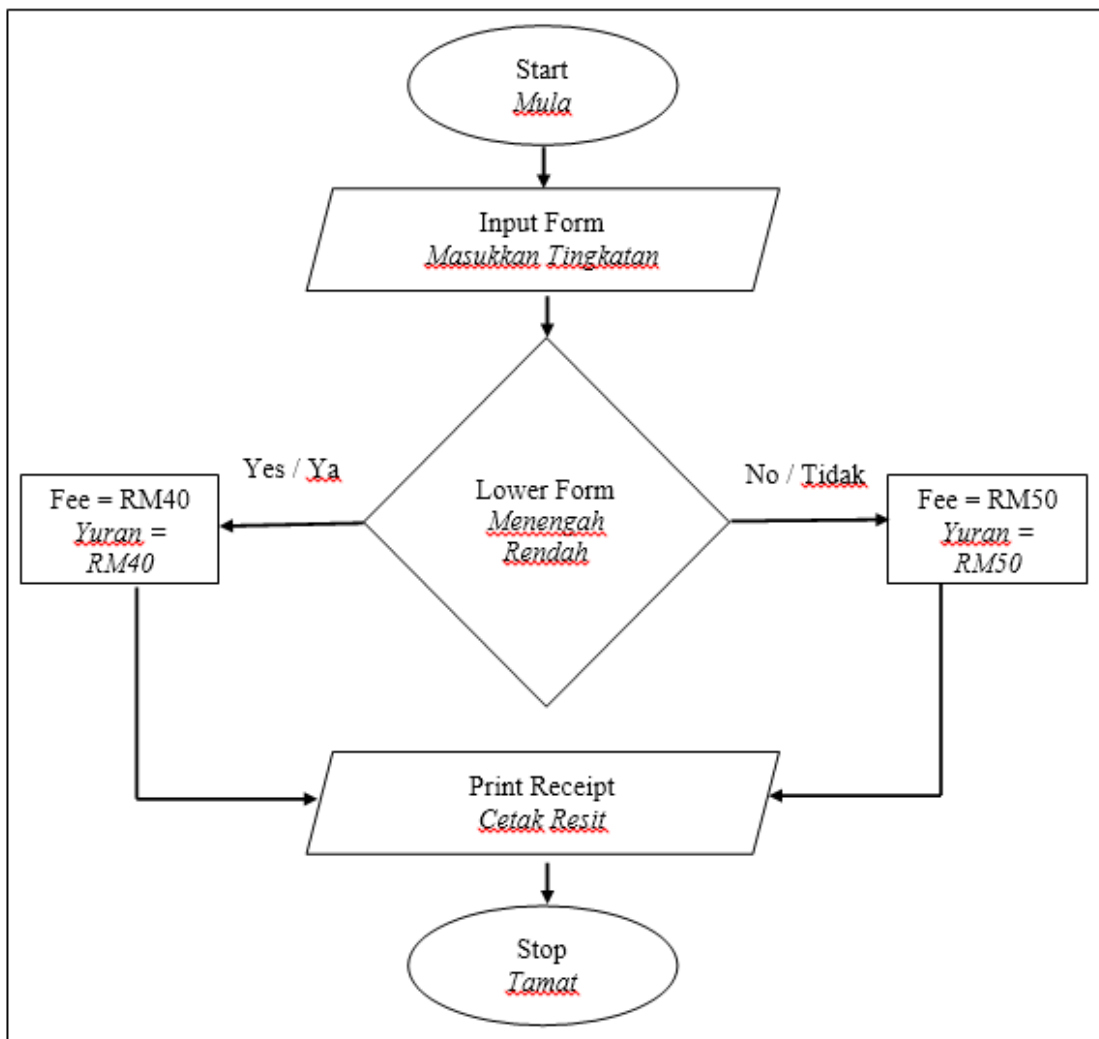 Start
Mula
Input Form
Masukkan Tingkatan
Yes / Ya
No / Tidak
Fee = RM40
Yuran =
RM40
Lower Form
Menengah
Rendah
Fee = RM50
Yuran =
RM50
Print Receipt
Cetak Resit
Stop
Tamat